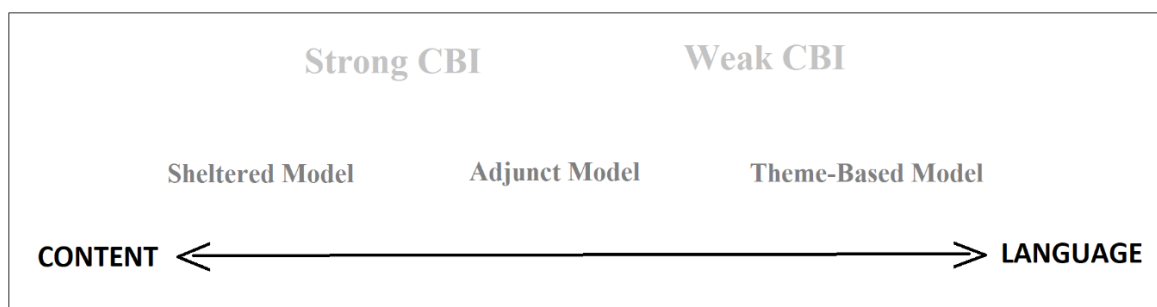 Strong CBI Weak CBI
Sheltered Model Adjunct Model Theme-Based Model
CONTENT LANGUAGE